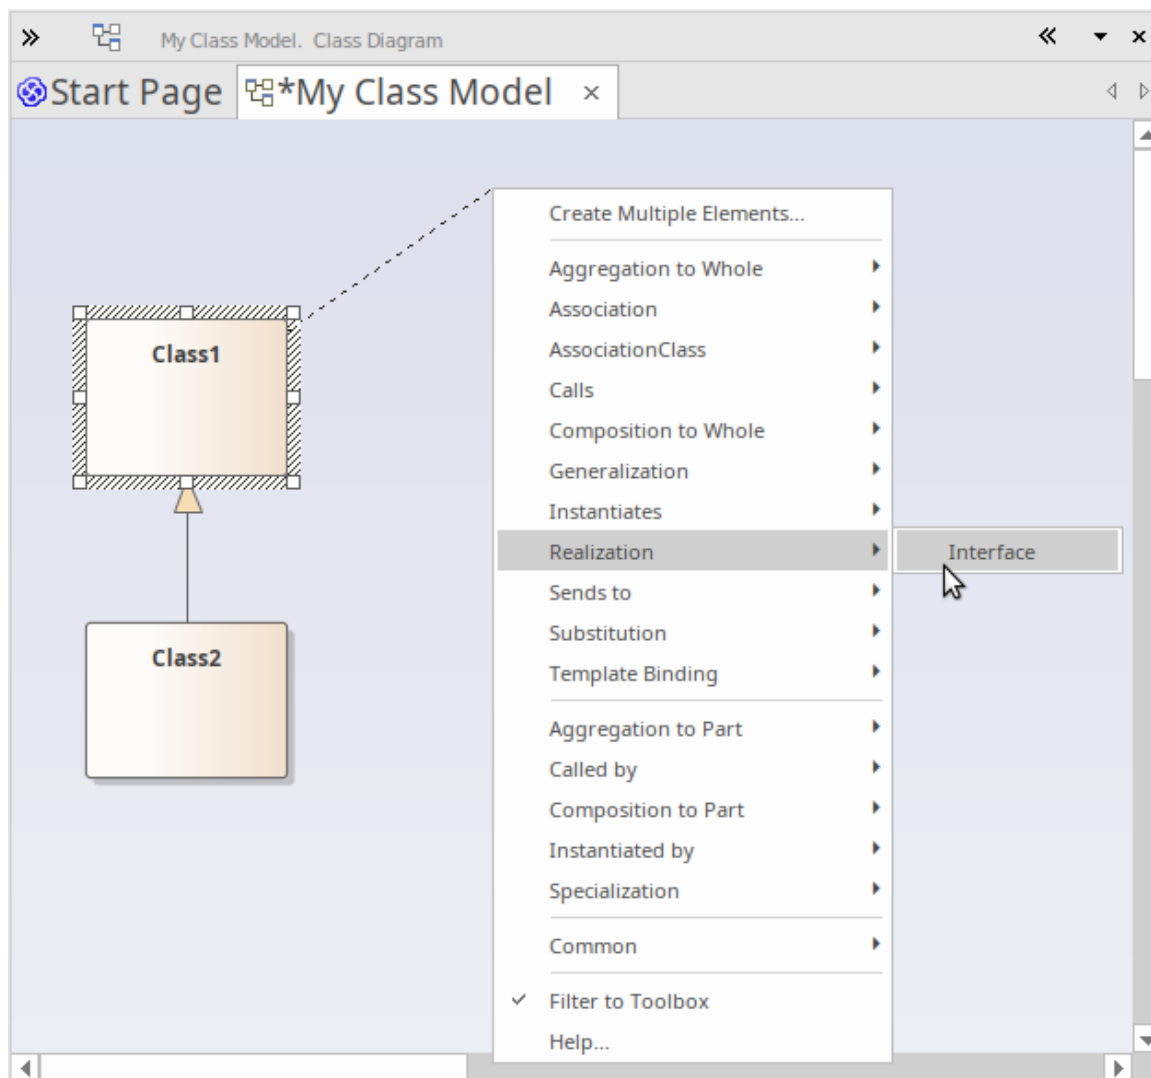 My Class Model. Class Diagram
Start Page *My Class Model
Create Multiple Elements...
Aggregation to Whole
Association
AssociationClass
Calls
Composition to Whole
Generalization
Instantiates
Realization
Interface
Sends to
Substitution
Template Binding
Aggregation to Part
Called by
Composition to Part
Instantiated by
Specialization
Common
Filter to Toolbox
Help...
Class1
Class2